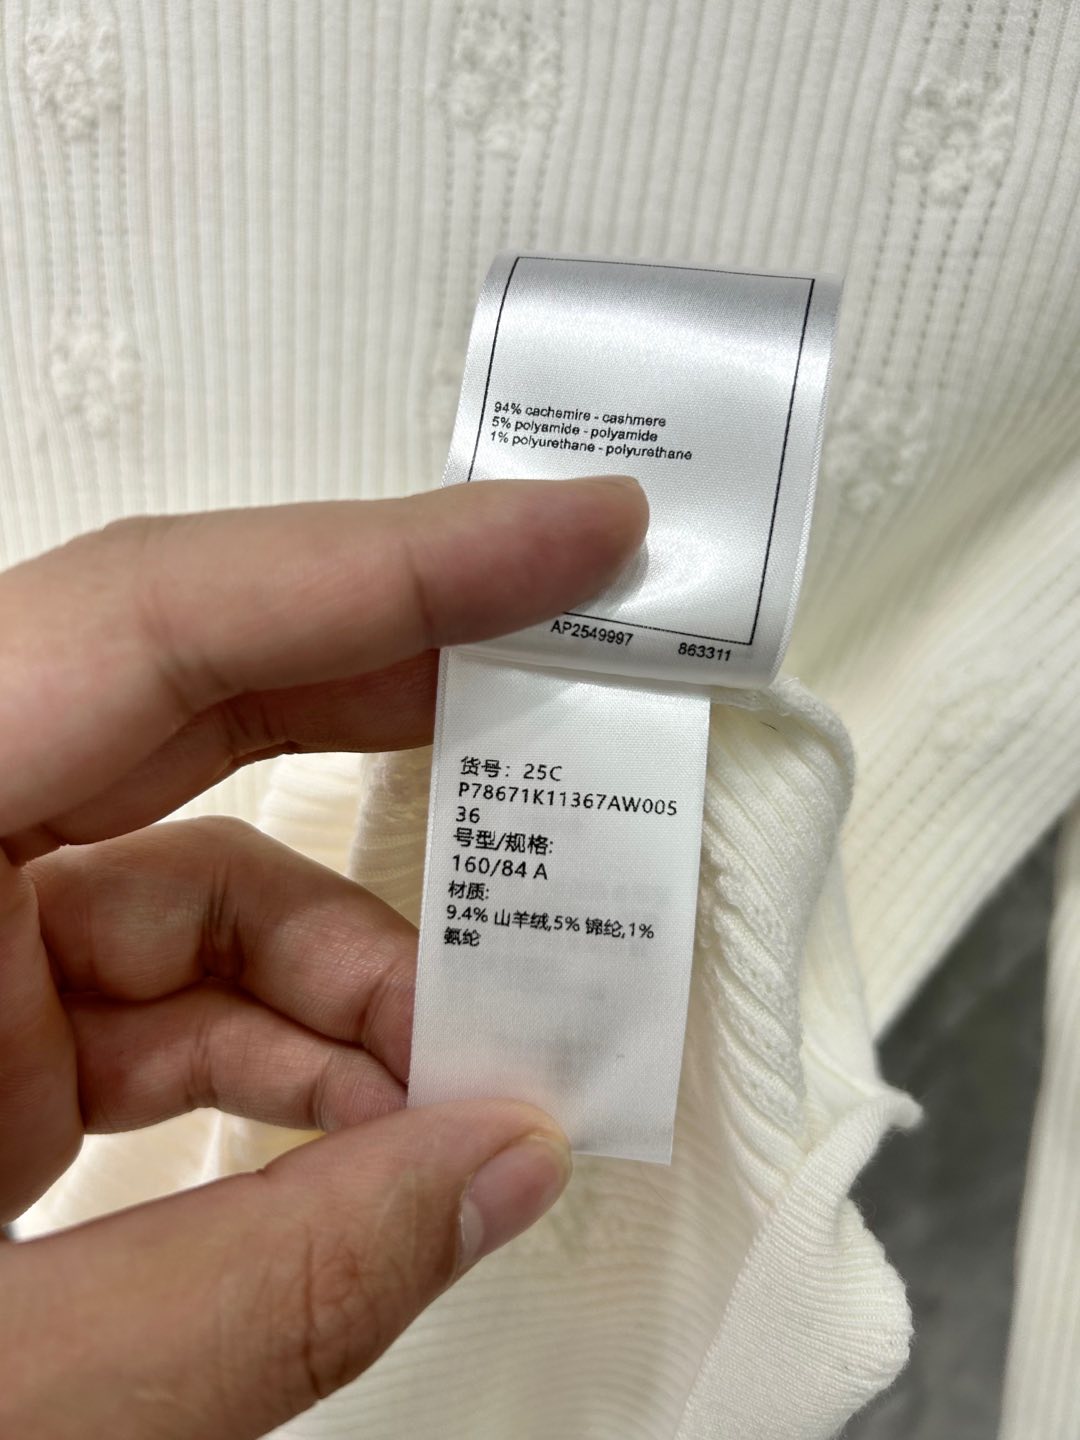 94% cachemire - cashmere
5% polyamide - polyamide
1% polyurethane - polyurethane
AP2549997 863311
货号: 25C
P78671K11367AW005
36
号型/规格:
160/84 A
材质:
9.4% 山羊绒,5% 锦纶,1%
氨纶